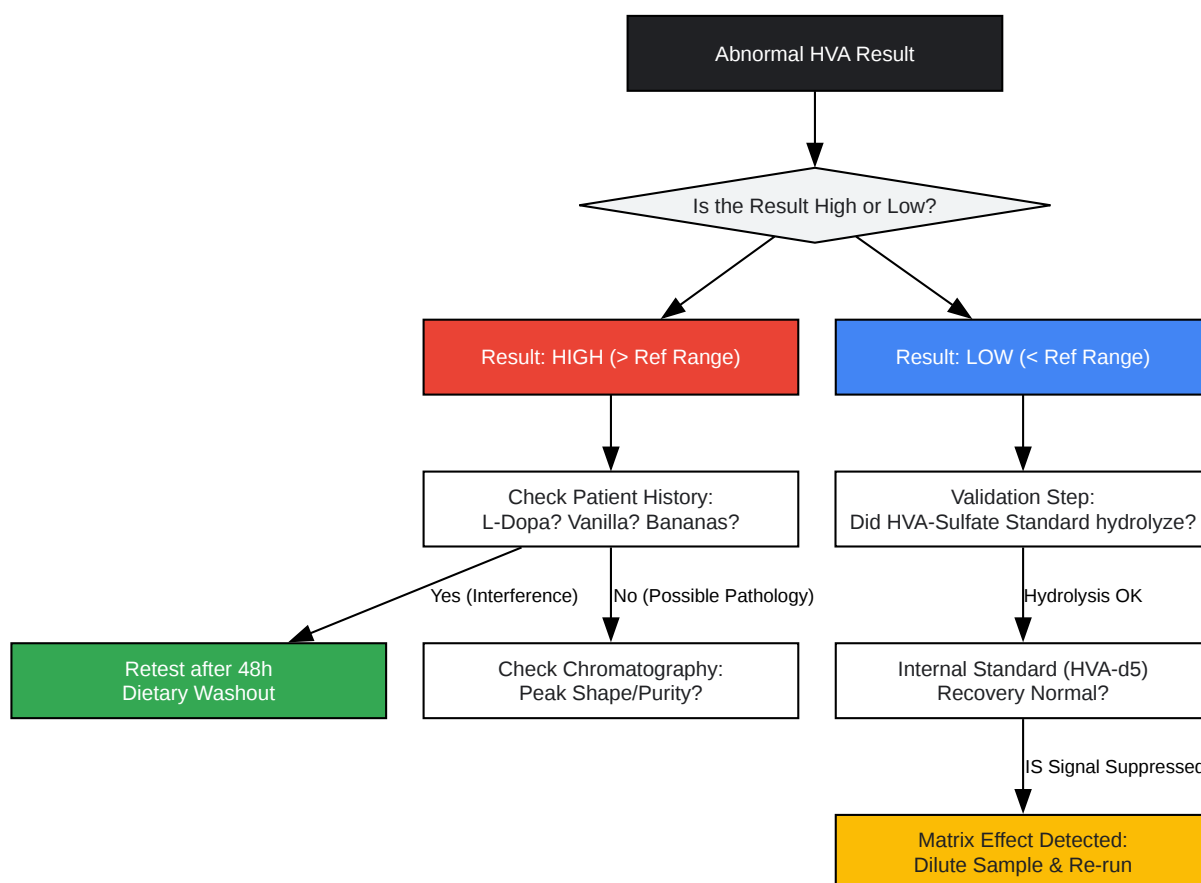 Abnormal HVA Result
Is the Result High or Low?
Result: HIGH (> Ref Range)
Result: LOW (< Ref Range)
Check Patient History:
L-Dopa? Vanilla? Bananas?
Validation Step:
Did HVA-Sulfate Standard hydrolyze?
Yes (Interference)
No (Possible Pathology)
Hydrolysis OK
Retest after 48h
Dietary Washout
Check Chromatography:
Peak Shape/Purity?
Internal Standard (HVA-d5)
Recovery Normal?
IS Signal Suppressed
Matrix Effect Detected:
Dilute Sample & Re-run